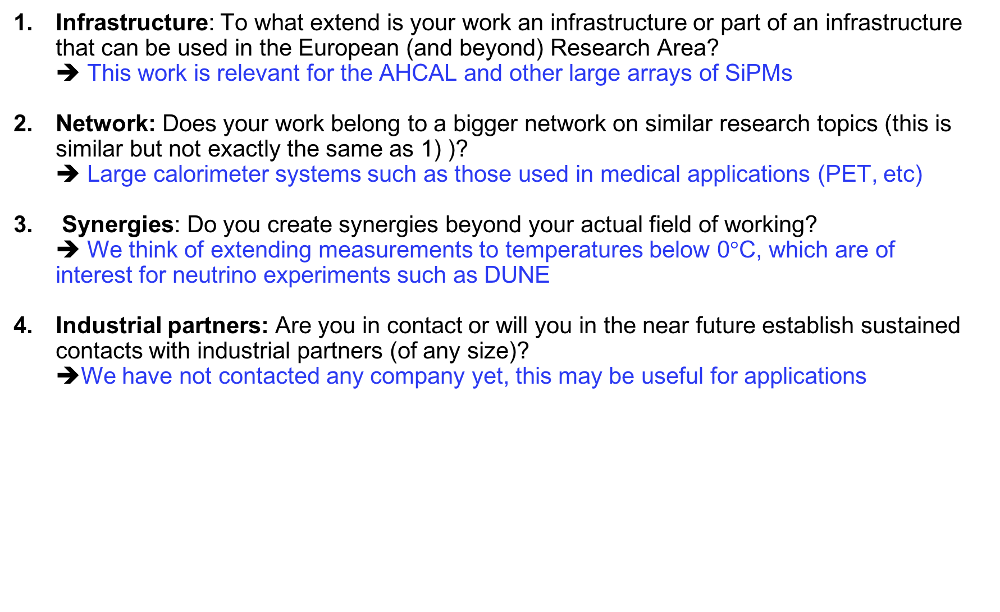 1. Infrastructure: To what extend is your work an infrastructure or part of an infrastructure
that can be used in the European (and beyond) Research Area?
➔ This work is relevant for the AHCAL and other large arrays of SiPMs
2. Network: Does your work belong to a bigger network on similar research topics (this is
similar but not exactly the same as 1) )?
➔ Large calorimeter systems such as those used in medical applications (PET, etc)
3. Synergies: Do you create synergies beyond your actual field of working?
➔ We think of extending measurements to temperatures below 0°C, which are of
interest for neutrino experiments such as DUNE
4. Industrial partners: Are you in contact or will you in the near future establish sustained
contacts with industrial partners (of any size)?
➔We have not contacted any company yet, this may be useful for applications